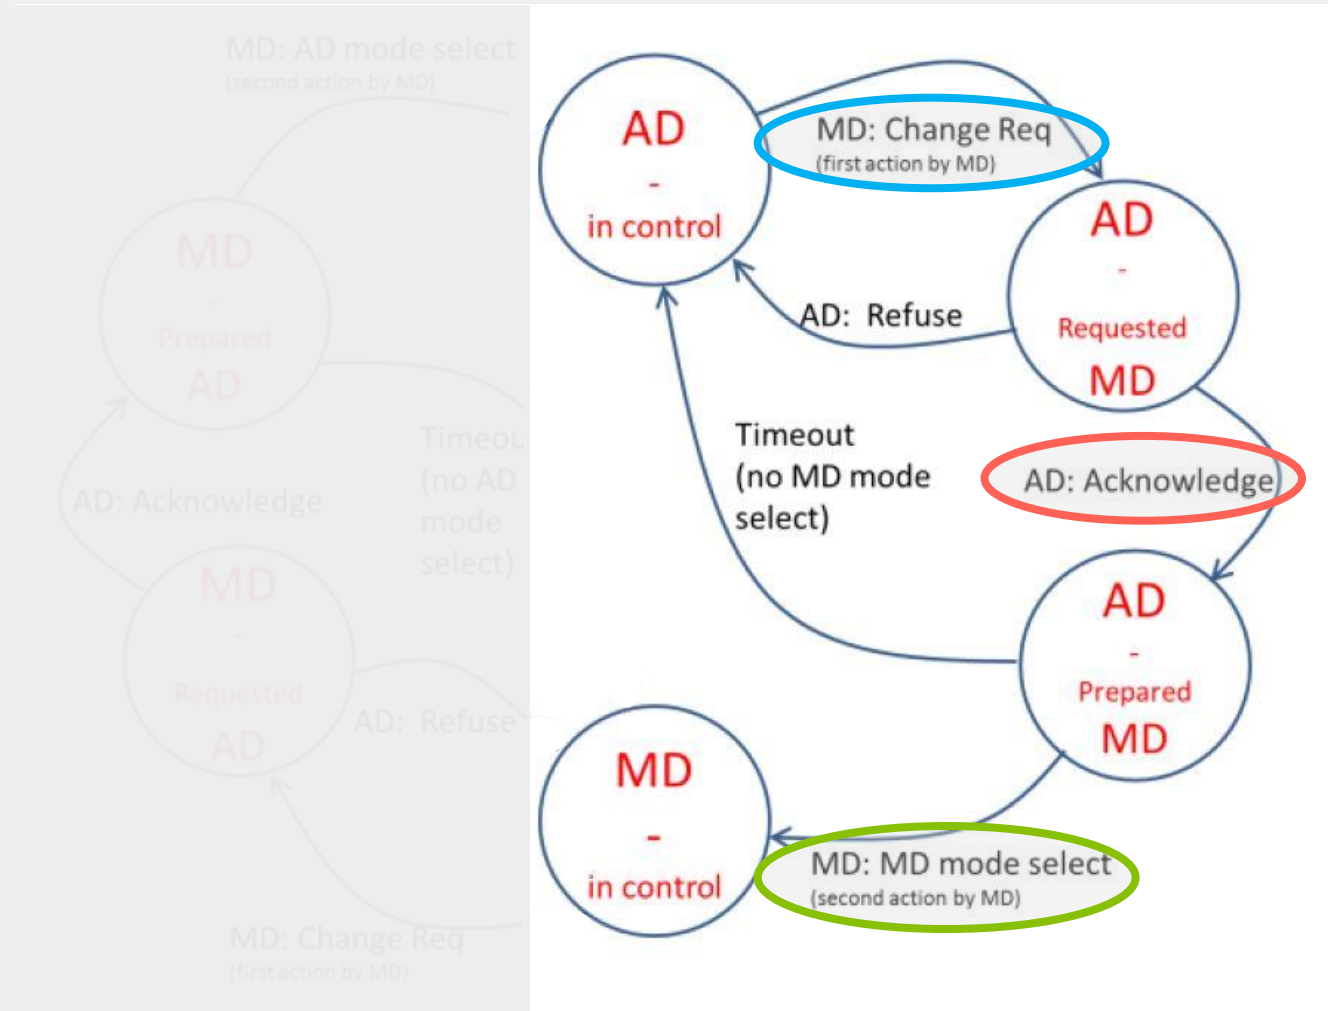 MD: AD mode select
(second action by MD)
MD
-
Prepared
AD
AD: Acknowledge
Timeou
(no AD
mode
select)
MD
-
Requested
AD
AD: Refuse
MD: Change Req
(first action by MD)
AD
-
in control
MD: Change Req
(first action by MD)
AD
-
Requested
MD
AD: Refuse
Timeout
(no MD mode
select)
AD: Acknowledge
AD
-
Prepared
MD
MD
-
in control
MD: MD mode select
(second action by MD)